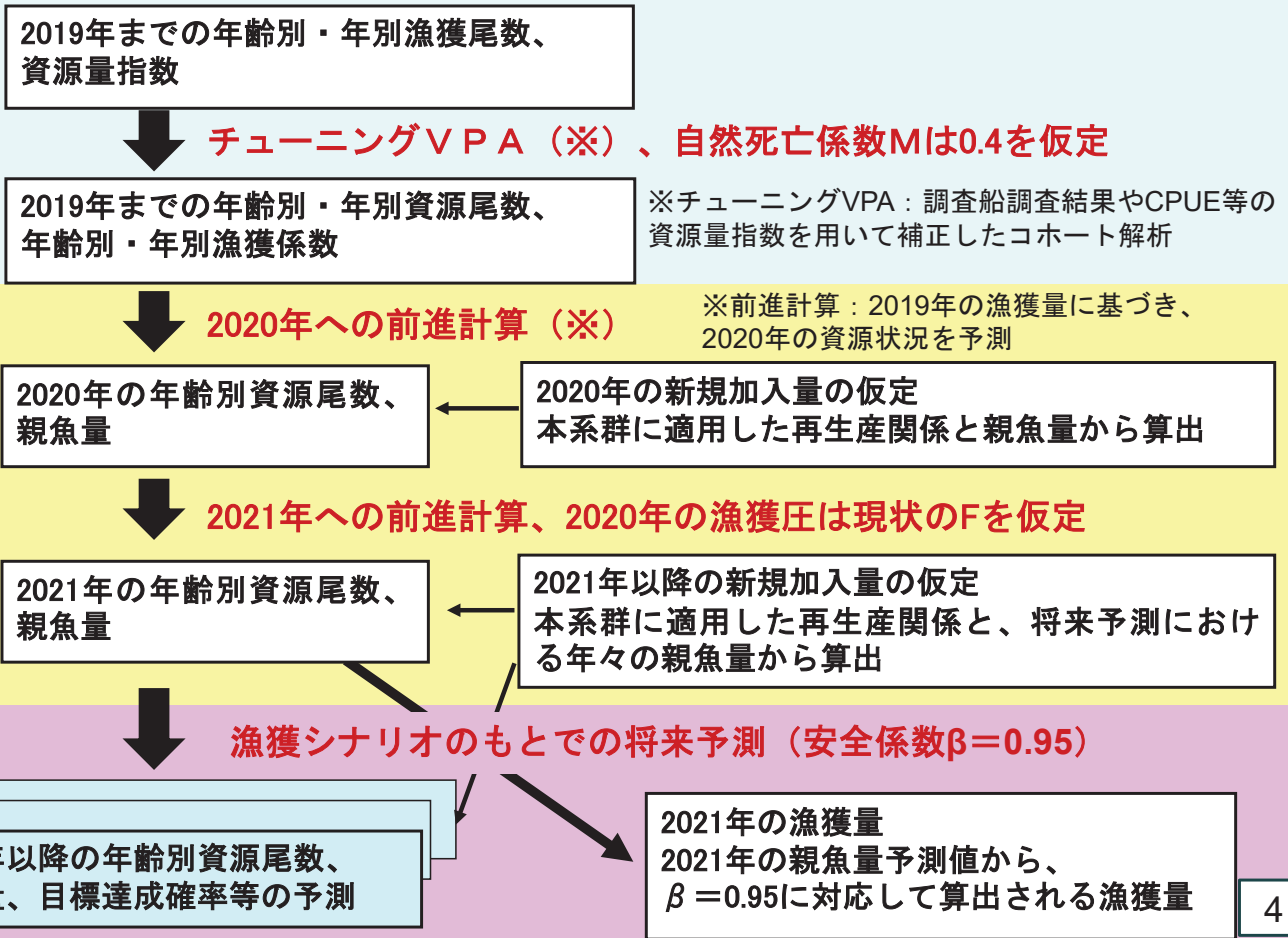 2019年までの年齢別・年別漁獲尾数、
資源量指数
チューニングＶＰＡ（※）、自然死亡係数Mは0.4を仮定
2019年までの年齢別・年別資源尾数、
年齢別・年別漁獲係数
※チューニングVPA：調査船調査結果やCPUE等の
資源量指数を用いて補正したコホート解析
2020年への前進計算（※）
※前進計算：2019年の漁獲量に基づき、
2020年の資源状況を予測
2020年の年齢別資源尾数、
親魚量
2020年の新規加入量の仮定
本系群に適用した再生産関係と親魚量から算出
2021年への前進計算、2020年の漁獲圧は現状のFを仮定
2021年の年齢別資源尾数、
親魚量
2021年以降の新規加入量の仮定
本系群に適用した再生産関係と、将来予測におけ
る年々の親魚量から算出
漁獲シナリオのもとでの将来予測（安全係数β＝0.95）
以降の年齢別資源尾数、
、目標達成確率等の予測
2021年の漁獲量
2021年の親魚量予測値から、
β＝0.95に対応して算出される漁獲量
4